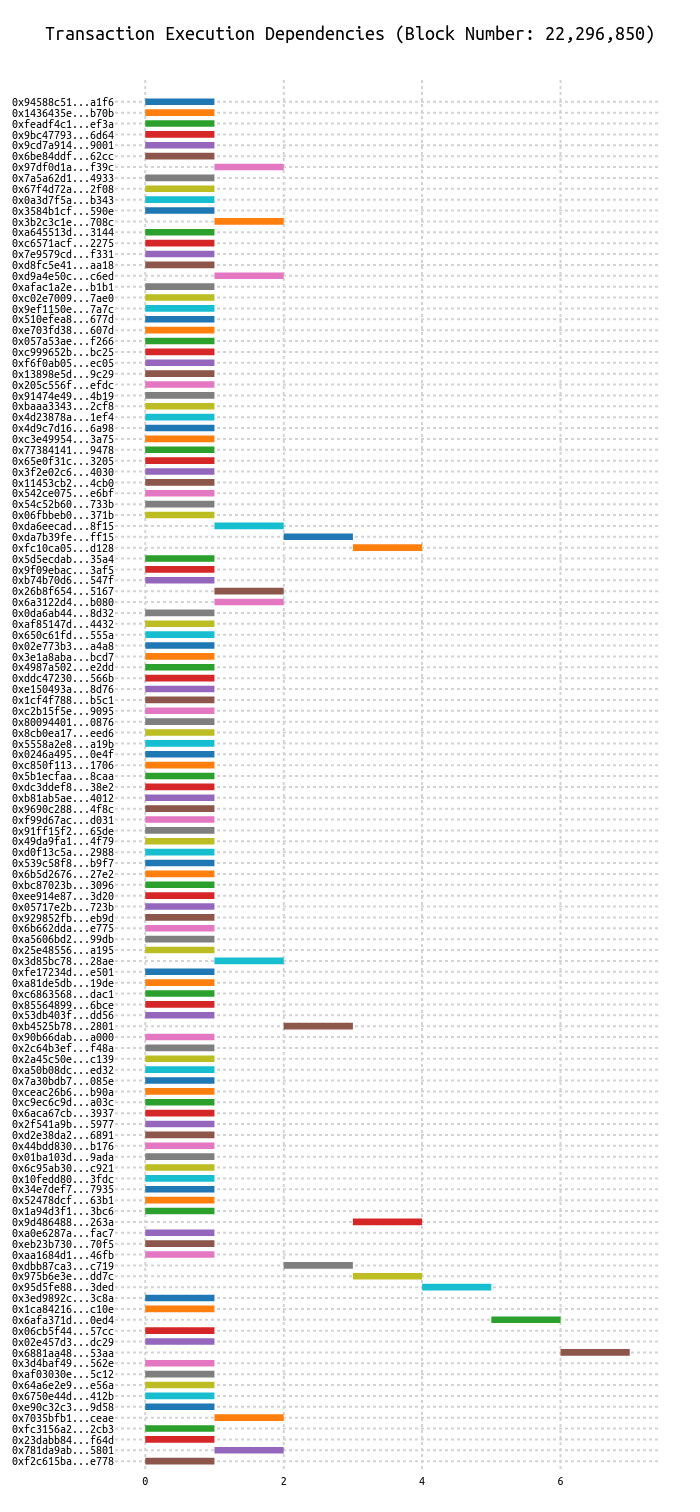 Transaction Execution Dependencies (Block Number: 22,296,850)
0x94588c51...a1f6
0x1436435e...b70b
0xfeadf4c1...ef3a
0x9bc47793...6d64
0x9cd7a914...9001
0x6be84ddf...62cc
0x97df0d1a...f39c
0x7a5a62d1...4933
0x67f4d72a...2f08
0x0a3d7f5a...b343
0x3584b1cf...590e
0x3b2c3c1e...708c
0xa645513d...3144
0xc6571acf...2275
0x7e9579cd...f331
0xd8fc5e41...aa18
0xd9a4e50c...c6ed
0xafac1a2e...b1b1
0xc02e7009...7ae0
0x9ef1150e...7a7c
0x510efea8...677d
0xe703fd38...607d
0x057a53ae...f266
0xc999652b...bc25
0xf6f0ab05...ec05
0x13898e5d...9c29
0x205c556f...efdc
0x91474e49...4b19
0xbaaa3343...2cf8
0x4d23878a...1ef4
0x4d9c7d16...6a98
0xc3e49954...3a75
0x77384141...9478
0x65e0f31c...3205
0x3f2e02c6...4030
0x11453cb2...4cb0
0x542ce075...e6bf
0x54c52b60...733b
0x06fbbeb0...371b
0xda6eecad...8f15
0xda7b39fe...ff15
0xfc10ca05...d128
0x5d5ecdab...35a4
0x9f09ebac...3af5
0xb74b70d6...547f
0x26b8f654...5167
0x6a3122d4...b080
0x0da6ab44...8d32
0xaf85147d...4432
0x650c61fd...555a
0x02e773b3...a4a8
0x3e1a8aba...bcd7
0x4987a502...e2dd
0xddc47230...566b
0xe150493a...8d76
0x1cf4f788...b5c1
0xc2b15f5e...9095
0x80094401...0876
0x8cb0ea17...eed6
0x5558a2e8...a19b
0x0246a495...0e4f
0xc850f113...1706
0x5b1ecfaa...8caa
0xdc3ddef8...38e2
0xb81ab5ae...4012
0x9690c288...4f8c
0xf99d67ac...d031
0x91ff15f2...65de
0x49da9fa1...4f79
0xd0f13c5a...2988
0x539c58f8...b9f7
0x6b5d2676...27e2
0xbc87023b...3096
0xee914e87...3d20
0x05717e2b...723b
0x929852fb...eb9d
0x6b662dda...e775
0xa5606bd2...99db
0x25e48556...a195
0x3d85bc78...28ae
0xfe17234d...e501
0xa81de5db...19de
0xc6863568...dac1
0x85564899...6bce
0x53db403f...dd56
0xb4525b78...2801
0x90b66dab...a000
0x2c64b3ef...f48a
0x2a45c50e...c139
0xa50b08dc...ed32
0x7a30bdb7...085e
0xceac26b6...b90a
0xc9ec6c9d...a03c
0x6aca67cb...3937
0x2f541a9b...5977
0xd2e38da2...6891
0x44bdd830...b176
0x01ba103d...9ada
0x6c95ab30...c921
0x10fedd80...3fdc
0x34e7def7...7935
0x52478dcf...63b1
0x1a94d3f1...3bc6
0x9d486488...263a
0xa0e6287a...fac7
0xeb23b730...70f5
0xaa1684d1...46fb
0xdbb87ca3...c719
0x975b6e3e...dd7c
0x95d5fe88...3ded
0x3ed9892c...3c8a
0x1ca84216...c10e
0x6afa371d...0ed4
0x06cb5f44...57cc
0x02e457d3...dc29
0x6881aa48...53aa
0x3d4baf49...562e
0xaf03030e...5c12
0x64a6e2e9...e56a
0x6750e44d...412b
0xe90c32c3...9d58
0x7035bfb1...ceae
0xfc3156a2...2cb3
0x23dabb84...f64d
0x781da9ab...5801
0xf2c615ba...e778
0 2 4 6